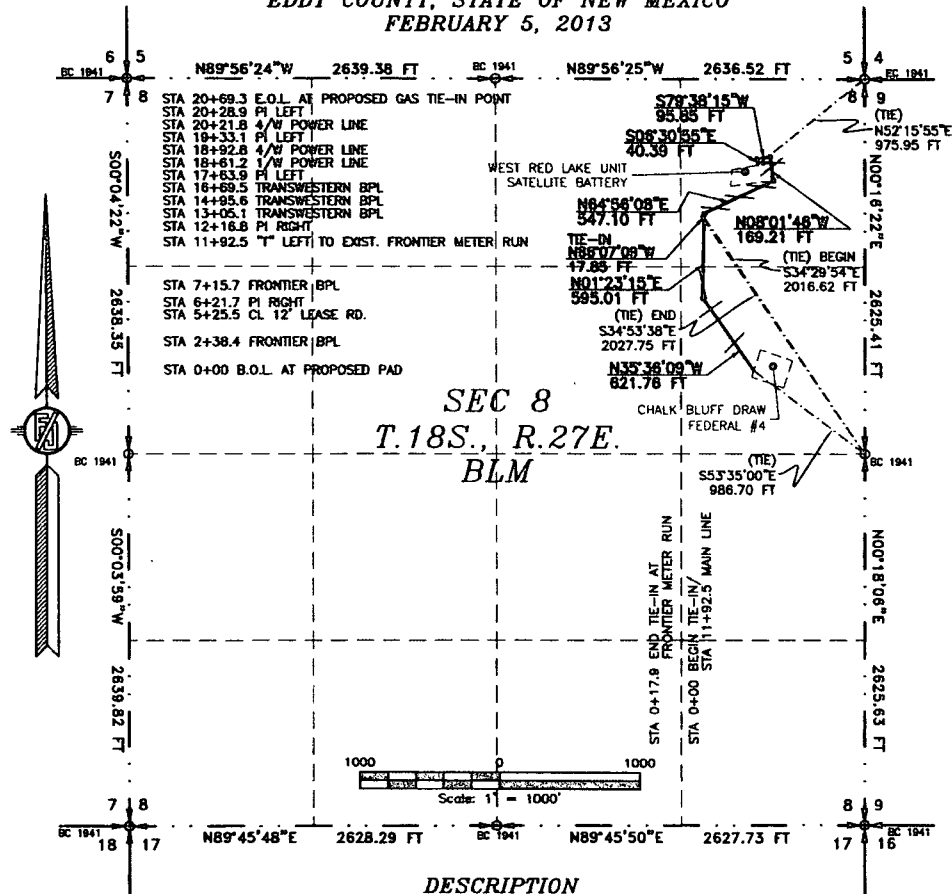 EDDY COUNTY, STATE OF NEW MEXICO
FEBRUARY 5, 2013
6 5
5 4
BC 1941
N89°56'24"W 2639.38 FT
BC 1941
N89°56'25"W 2636.52 FT
BC 1941
7 8
8 9
STA 20+69.3 E.O.L. AT PROPOSED GAS TIE-IN POINT
STA 20+28.9 PI LEFT
STA 20+21.8 4/W POWER LINE
STA 19+33.1 PI LEFT
STA 18+92.8 4/W POWER LINE
STA 18+61.2 1/W POWER LINE
STA 17+63.9 PI LEFT
STA 16+69.5 TRANSWESTERN BPL
STA 14+95.6 TRANSWESTERN BPL
STA 13+05.1 TRANSWESTERN BPL
STA 12+16.8 PI RIGHT
STA 11+92.5 "T" LEFT TO EXIST. FRONTIER METER RUN
STA 7+15.7 FRONTIER BPL
STA 6+21.7 PI RIGHT
STA 5+25.5 CL 12' LEASE RD.
STA 2+38.4 FRONTIER BPL
STA 0+00 B.O.L. AT PROPOSED PAD
S79°38'15"W
95.85 FT
S06°30'55"E
40.39 FT
(TIE)
N52°15'55"E
975.95 FT
WEST RED LAKE UNIT
SATELLITE BATTERY
N64°56'08"E
547.10 FT
N08°01'46"W
169.21 FT
TIE-IN
N88°07'09"W
17.85 FT
(TIE) BEGIN
S34°29'54"E
2016.62 FT
N01°23'15"E
595.01 FT
(TIE) END
S34°53'38"E
2027.75 FT
N35°36'09"W
621.76 FT
CHALK BLUFF DRAW
FEDERAL #4
(TIE)
S53°35'00"E
986.70 FT
S00°04'22"W 2638.35 FT
N00°16'22"E 2625.41 FT
SEC 8
T.18S., R.27E.
BLM
BC 1941
BC 1941
S00°03'59"W 2639.82 FT
N00°18'06"E 2625.63 FT
STA 0+17.9 END TIE-IN AT
FRONTIER METER RUN
STA 0+00 BEGIN TIE-IN/
STA 11+92.5 MAIN LINE
1000 0 1000
Scale: 1" = 1000'
7 8
8 9
BC 1941
N89°45'48"E 2628.29 FT
BC 1941
N89°45'50"E 2627.73 FT
BC 1941
18 17
17 16
DESCRIPTION